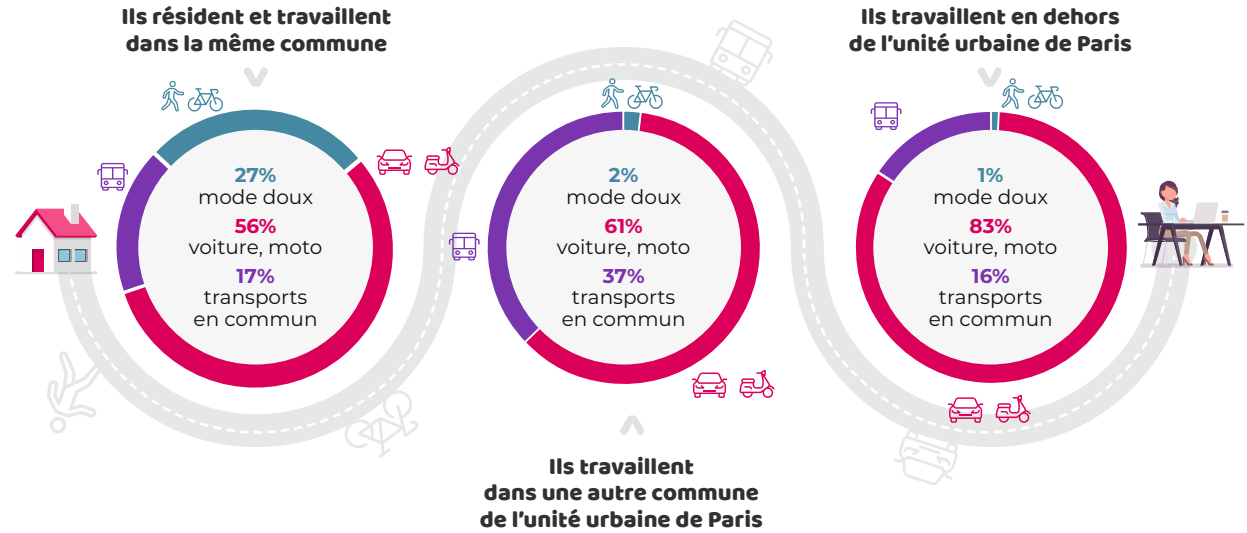 Ils résident et travaillent
dans la même commune
27%
mode doux
56%
voiture, moto
17%
transports
en commun
2%
mode doux
61%
voiture, moto
37%
transports
en commun
Ils travaillent
dans une autre commune
de l'unité urbaine de Paris
Ils travaillent en dehors
de l'unité urbaine de Paris
1%
mode doux
83%
voiture, moto
16%
transports
en commun